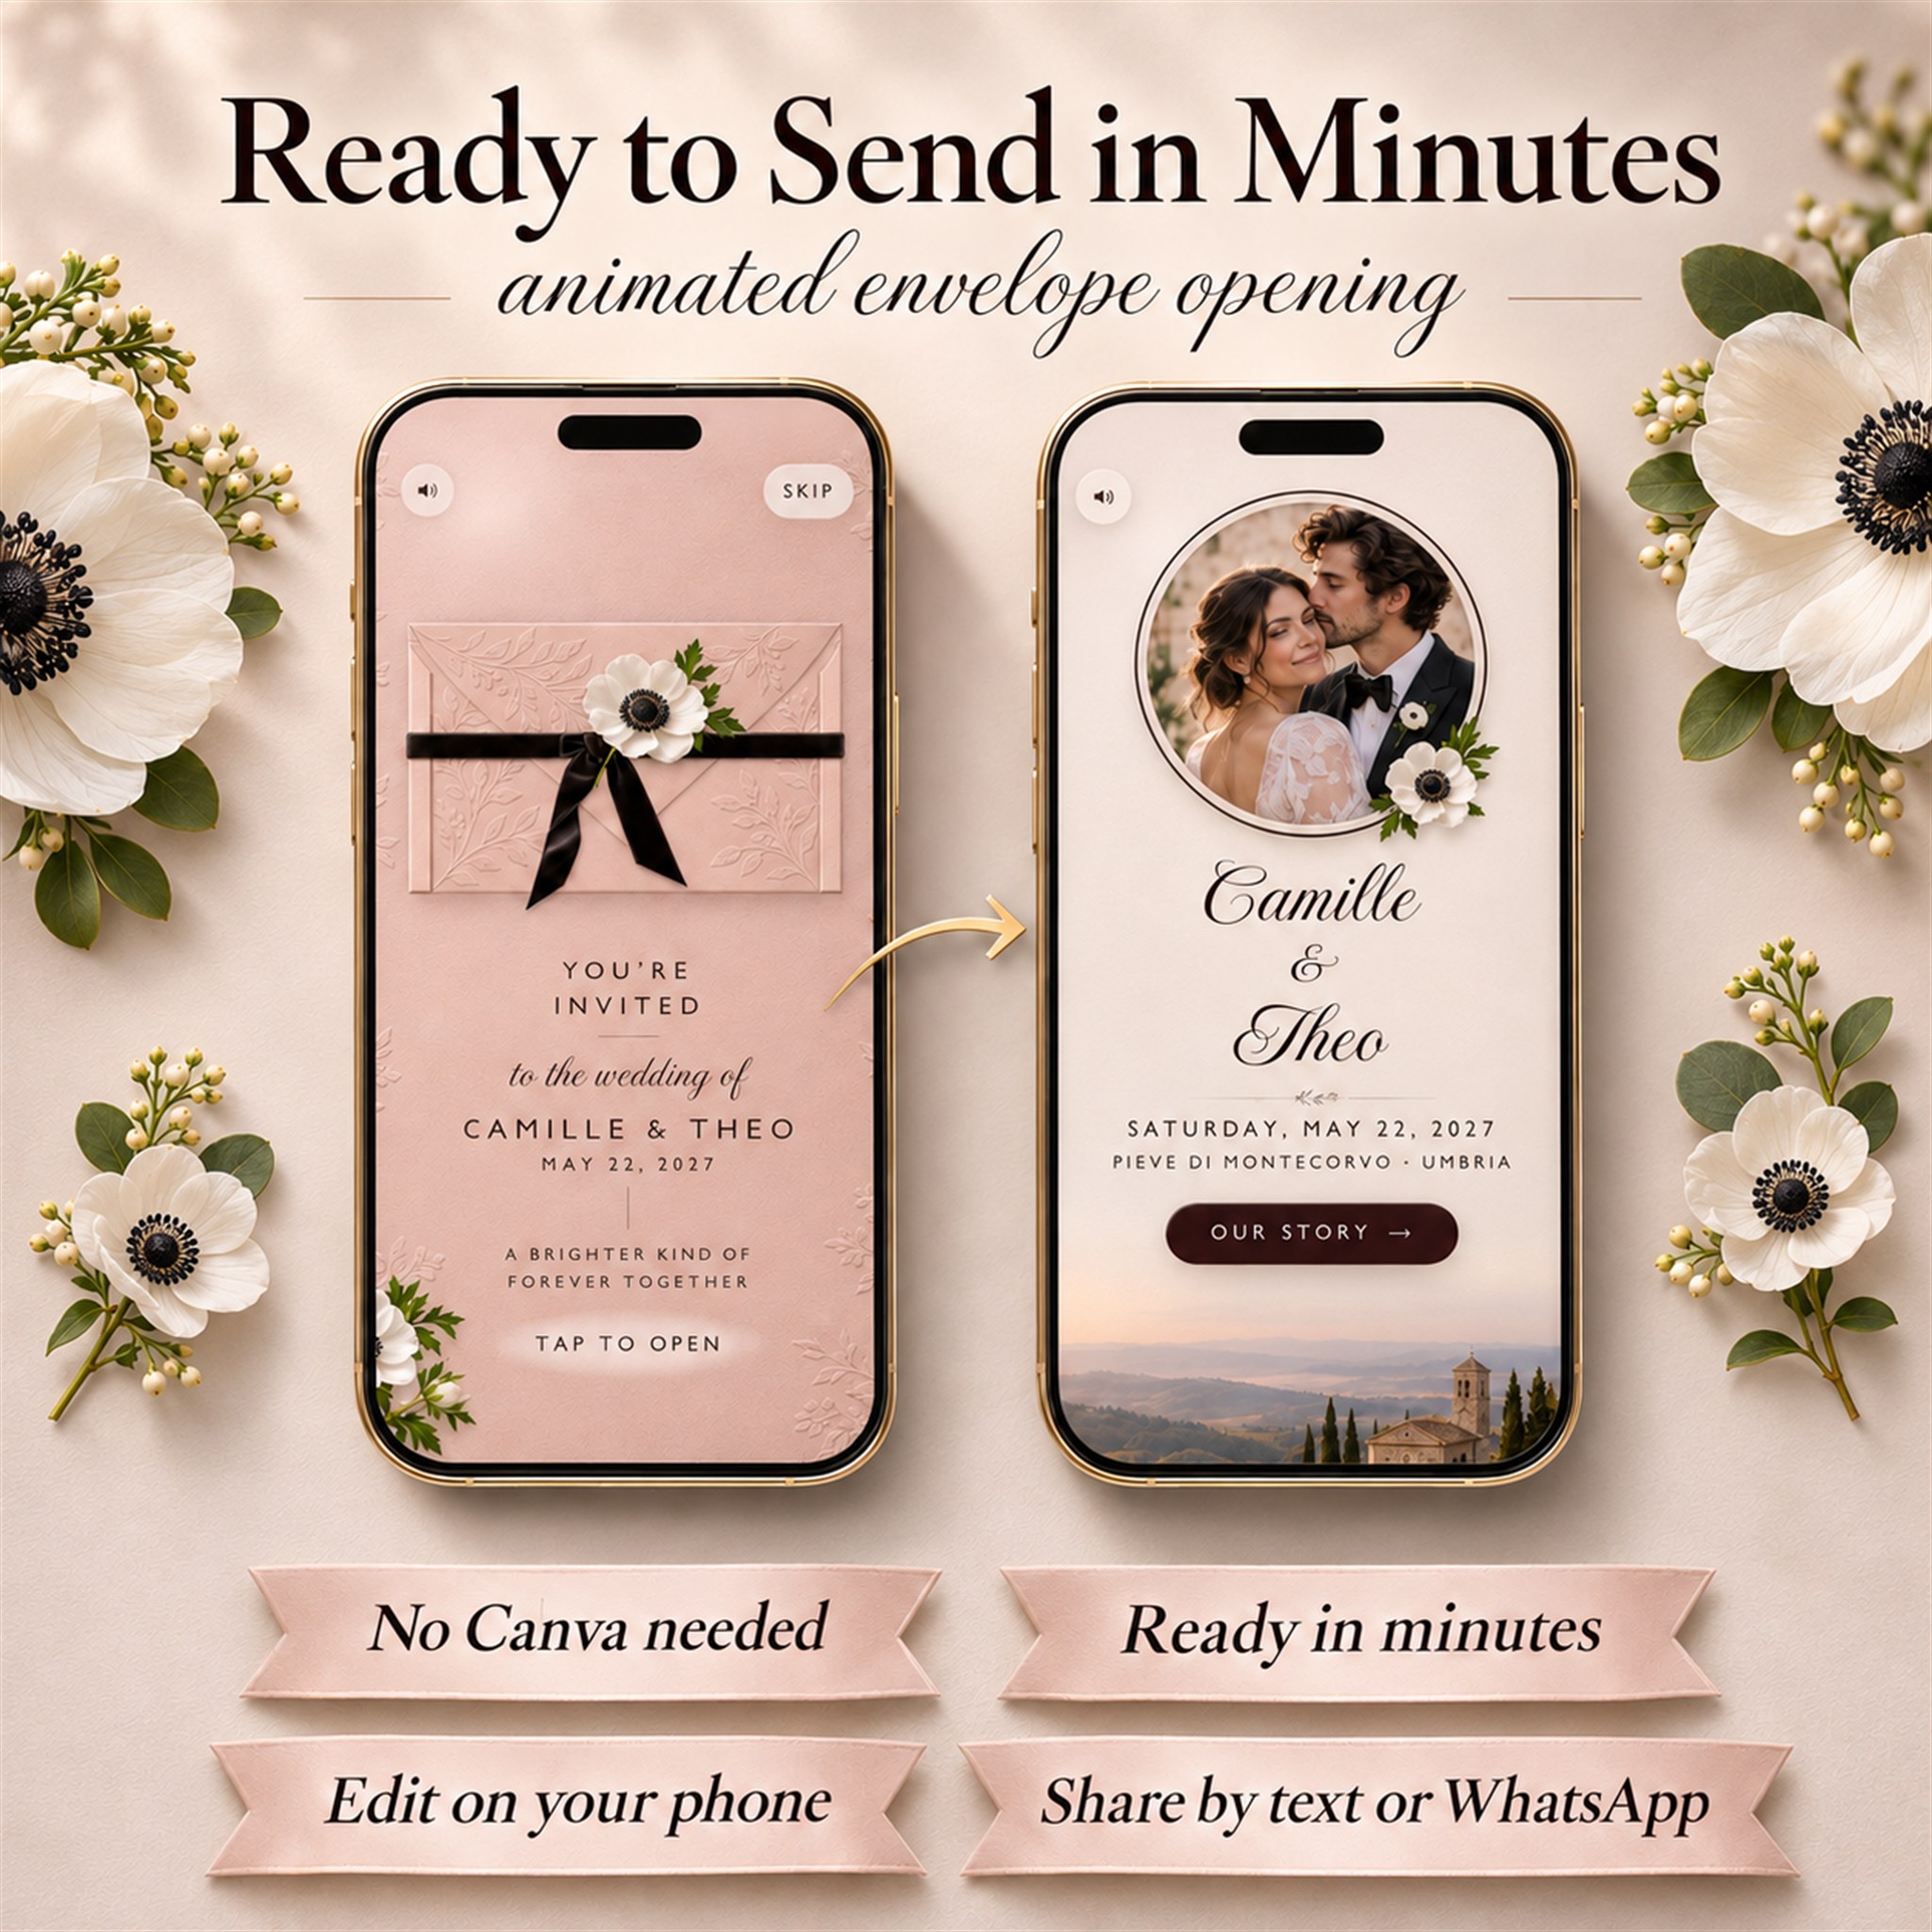 Ready to Send in Minutes
animated envelope opening
SKIP
YOU'RE
INVITED
to the wedding of
CAMILLE & THEO
MAY 22, 2027
A BRIGHTER KIND OF
FOREVER TOGETHER
TAP TO OPEN
Camille
&
Theo
SATURDAY, MAY 22, 2027
PIEVE DI MONTECORVO · UMBRIA
OUR STORY →
No Canva needed
Ready in minutes
Edit on your phone
Share by text or WhatsApp